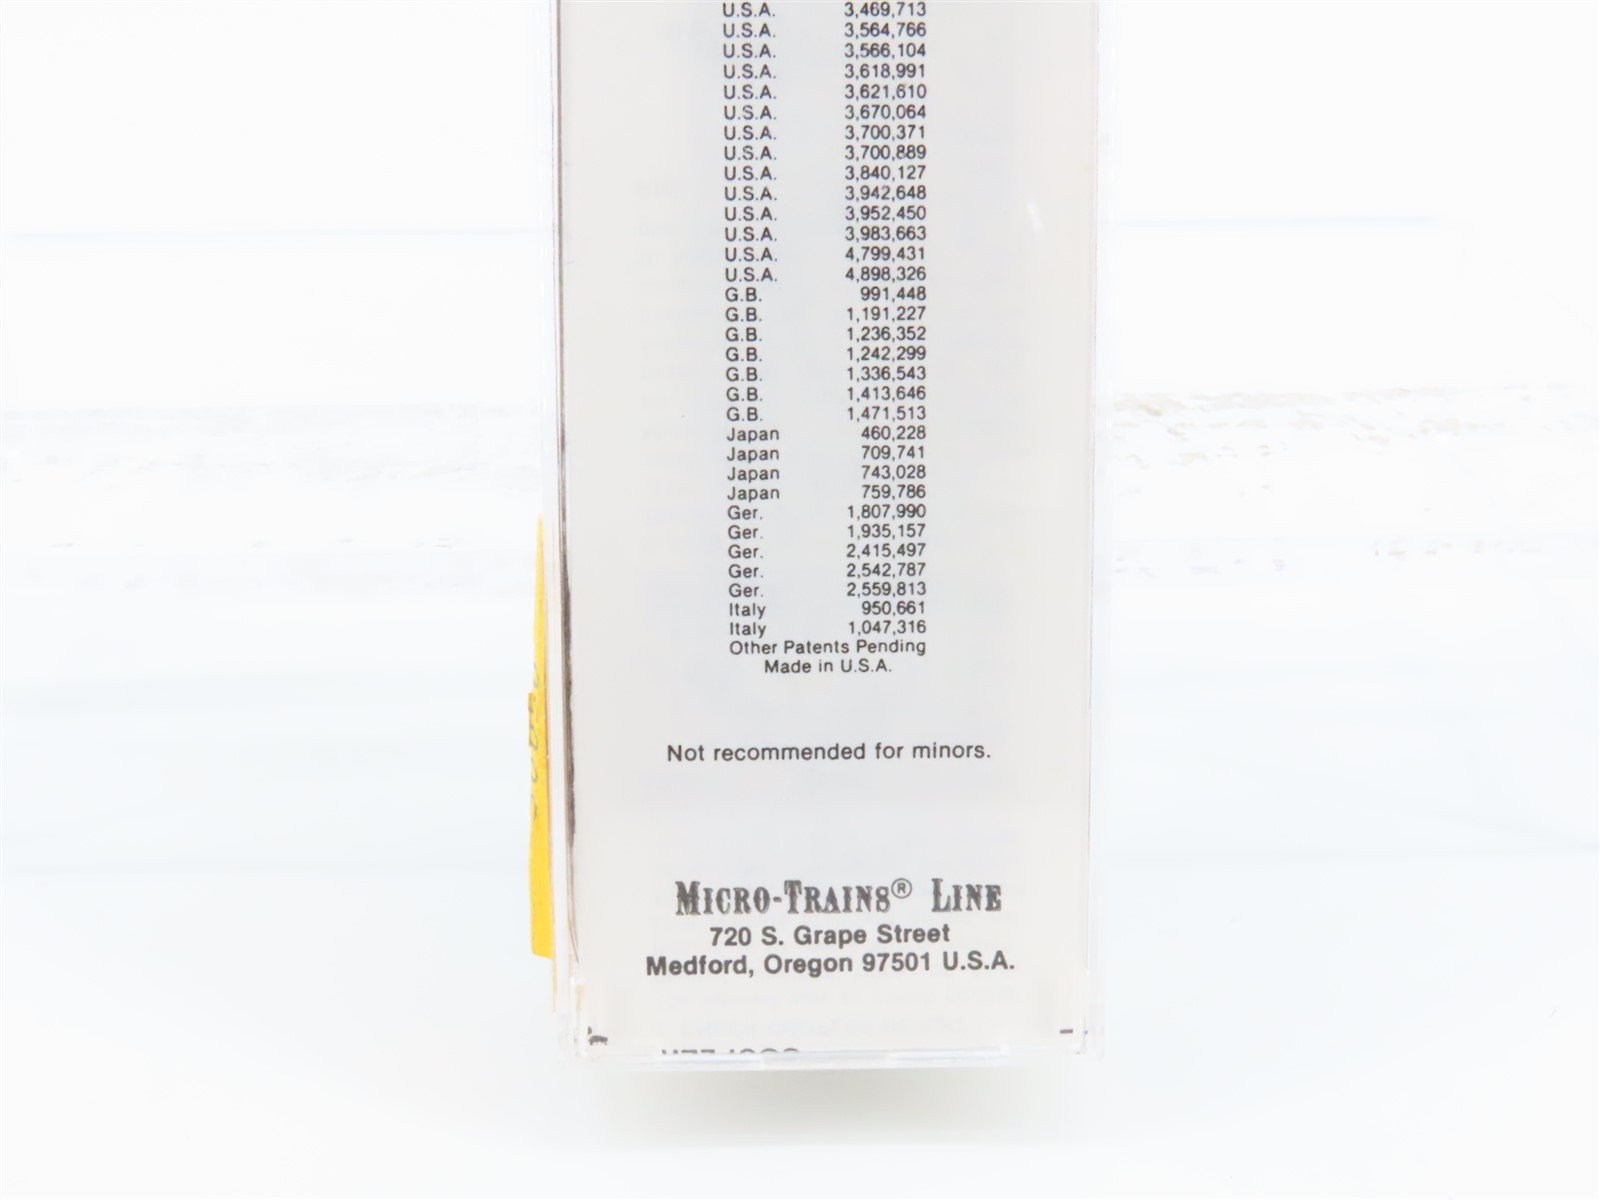 U.S.A. 3,469,713
U.S.A. 3,564,766
U.S.A. 3,566,104
U.S.A. 3,618,991
U.S.A. 3,621,610
U.S.A. 3,670,064
U.S.A. 3,700,371
U.S.A. 3,700,889
U.S.A. 3,840,127
U.S.A. 3,942,648
U.S.A. 3,952,450
U.S.A. 3,983,663
U.S.A. 4,799,431
U.S.A. 4,898,326
G.B. 991,448
G.B. 1,191,227
G.B. 1,236,352
G.B. 1,242,299
G.B. 1,336,543
G.B. 1,413,646
G.B. 1,471,513
Japan 460,228
Japan 709,741
Japan 743,028
Japan 759,786
Ger. 1,807,990
Ger. 1,935,157
Ger. 2,415,497
Ger. 2,542,787
Ger. 2,559,813
Italy 950,661
Italy 1,047,316
Other Patents Pending
Made in U.S.A.
Not recommended for minors.
MICRO-TRAINS® LINE
720 S. Grape Street
Medford, Oregon 97501 U.S.A.